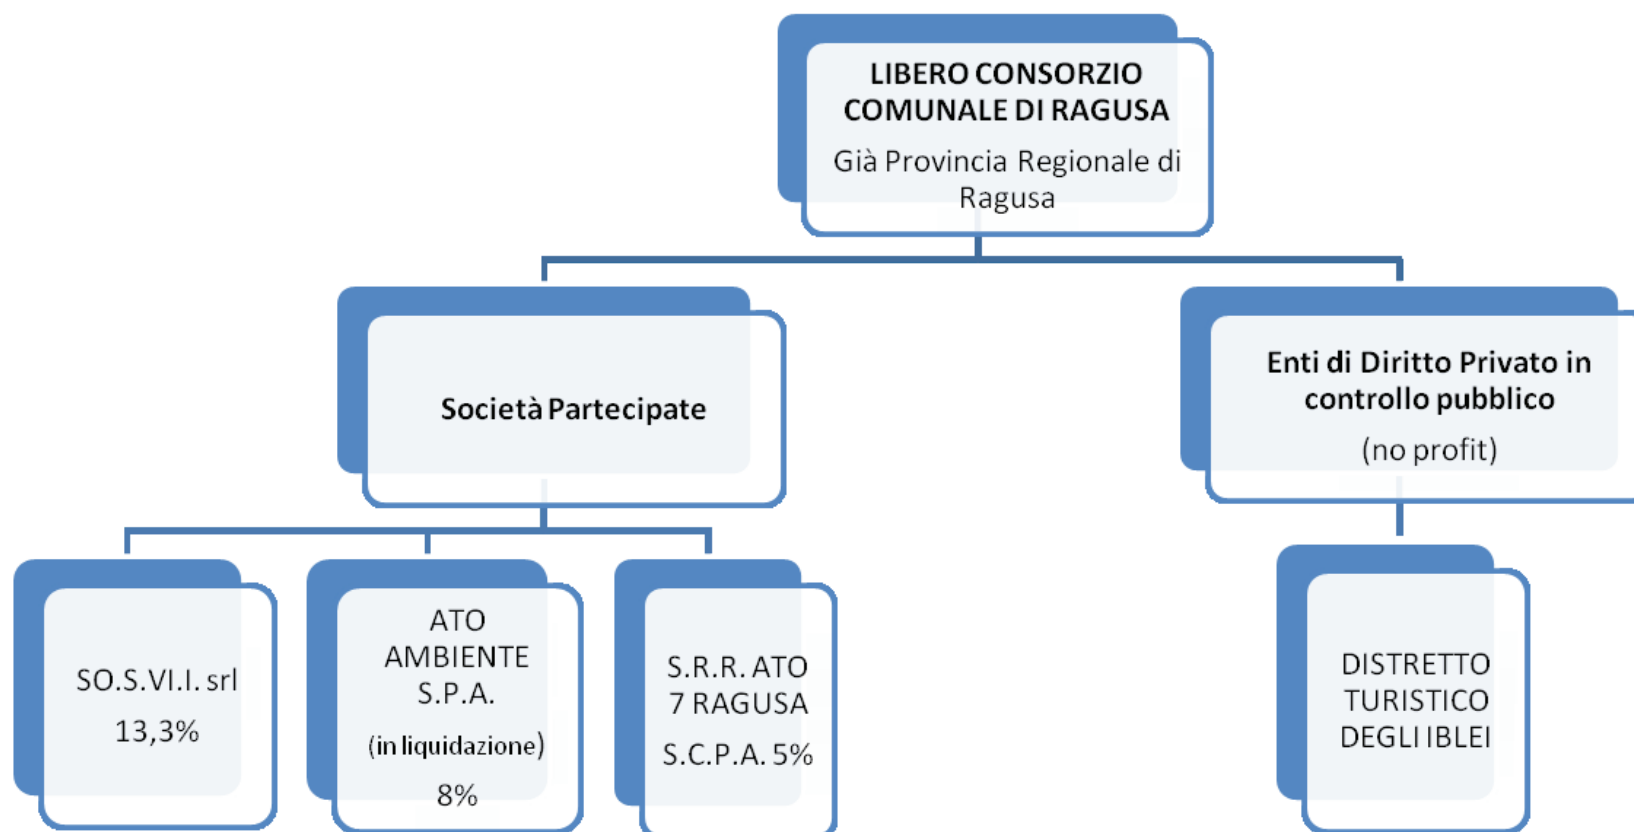 LIBERO CONSORZIO
COMUNALE DI RAGUSA
Già Provincia Regionale di
Ragusa
Società Partecipate
Enti di Diritto Privato in
controllo pubblico
(no profit)
SO.S.VI.I. srl
13,3%
ATO
AMBIENTE
S.P.A.
(in liquidazione)
8%
S.R.R. ATO
7 RAGUSA
S.C.P.A. 5%
DISTRETTO
TURISTICO
DEGLI IBLEI